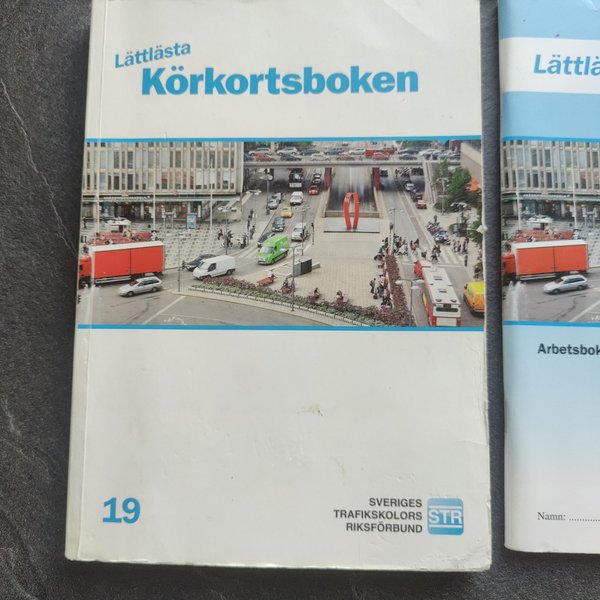 Lättlästa
Körkortsboken
19
SVERIGES
TRAFIKSKOLORS
RIKSFÖRBUND
STR
Lättlä
Arbetsbok
Namn: ............